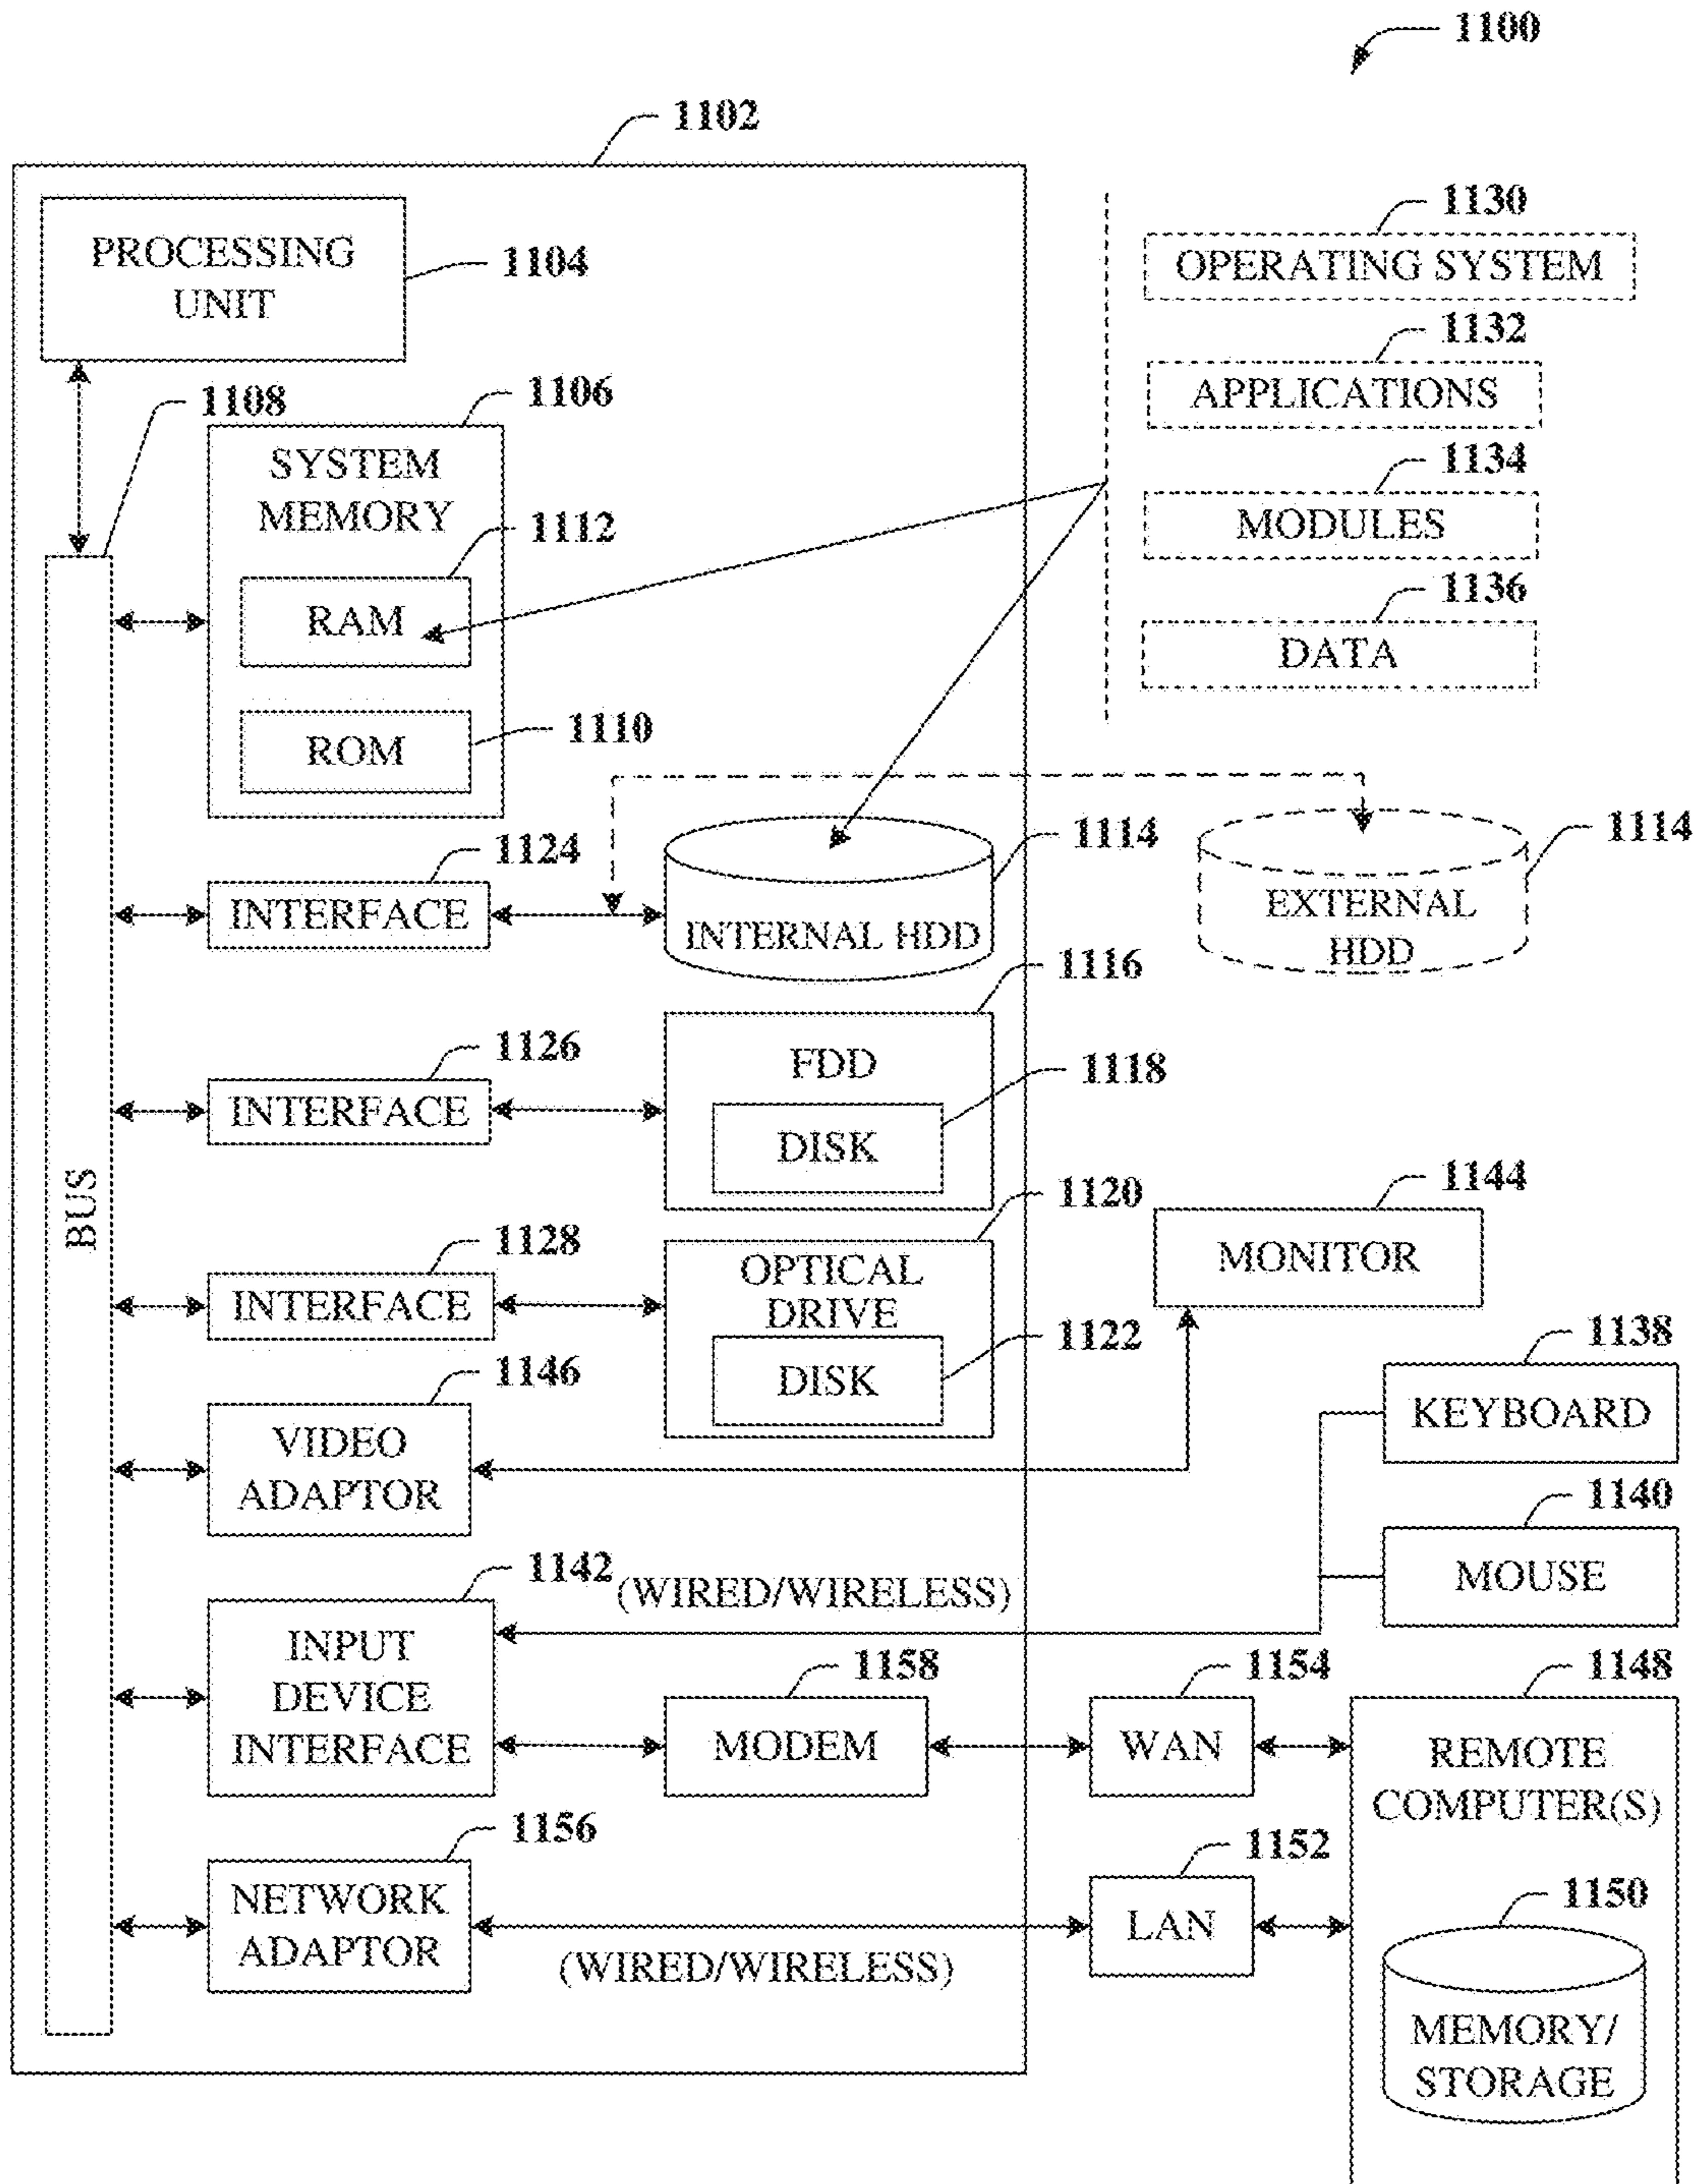 1100
1102
PROCESSING
UNIT
1104
1130
OPERATING SYSTEM
1132
APPLICATIONS
1134
MODULES
1136
DATA
1108
1106
SYSTEM
MEMORY
1112
RAM
1110
ROM
1124
INTERFACE
1114
INTERNAL HDD
1114
EXTERNAL
HDD
1116
FDD
1126
INTERFACE
1118
DISK
BUS
1120
OPTICAL
DRIVE
1128
INTERFACE
1122
DISK
1144
MONITOR
1138
KEYBOARD
1146
VIDEO
ADAPTOR
1140
MOUSE
1142
(WIRED/WIRELESS)
INPUT
DEVICE
INTERFACE
1158
MODEM
1154
WAN
1148
REMOTE
COMPUTER(S)
1156
NETWORK
ADAPTOR
(WIRED/WIRELESS)
1152
LAN
1150
MEMORY/
STORAGE